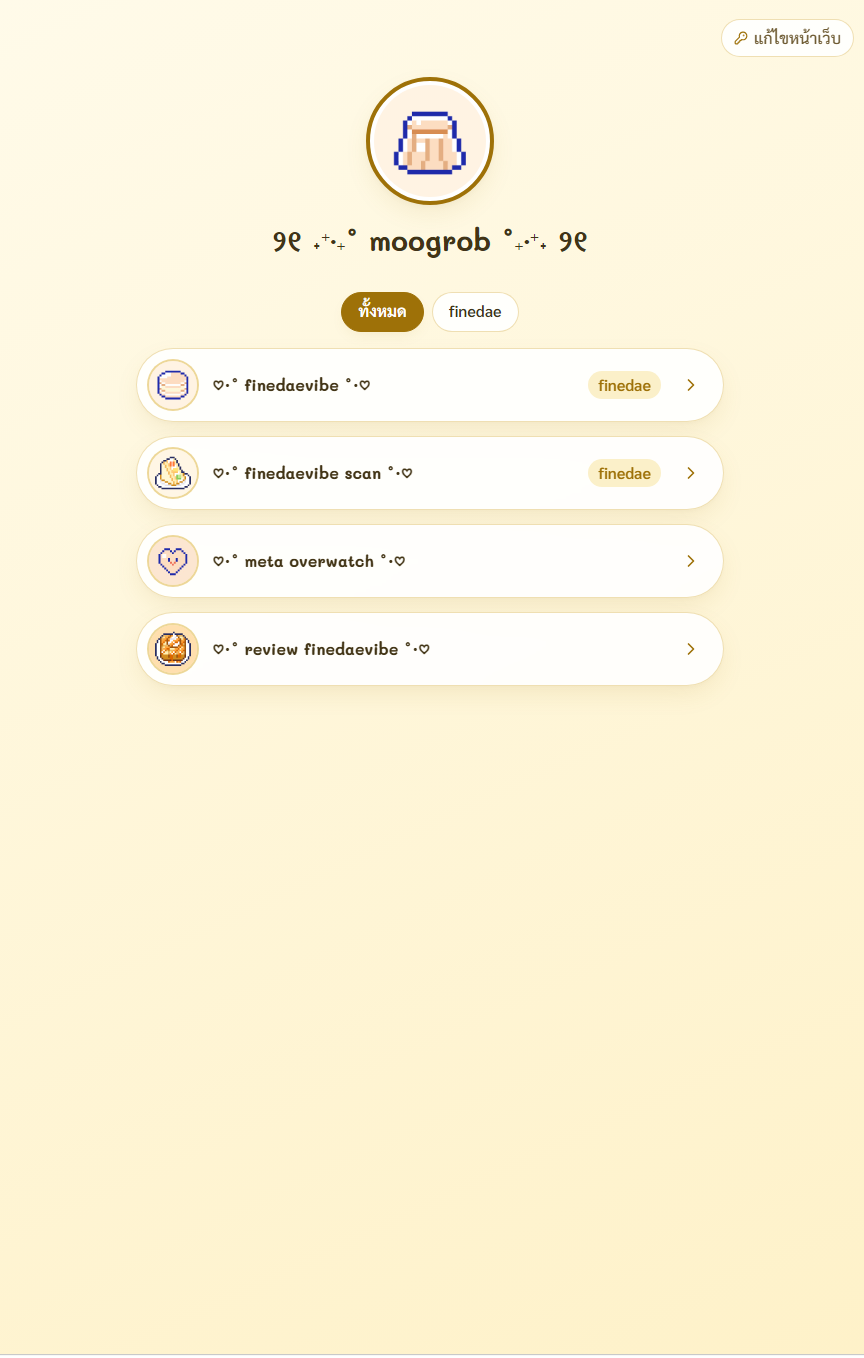 แก้ไขหน้าเว็บ
୨୧ ₊˚⁺‧₊˚ moogrob ˚₊‧⁺˖ ୨୧
ทั้งหมด finedae
♡‧˚ finedaevibe ˚‧♡ finedae
♡‧˚ finedaevibe scan ˚‧♡ finedae
♡‧˚ meta overwatch ˚‧♡
♡‧˚ review finedaevibe ˚‧♡